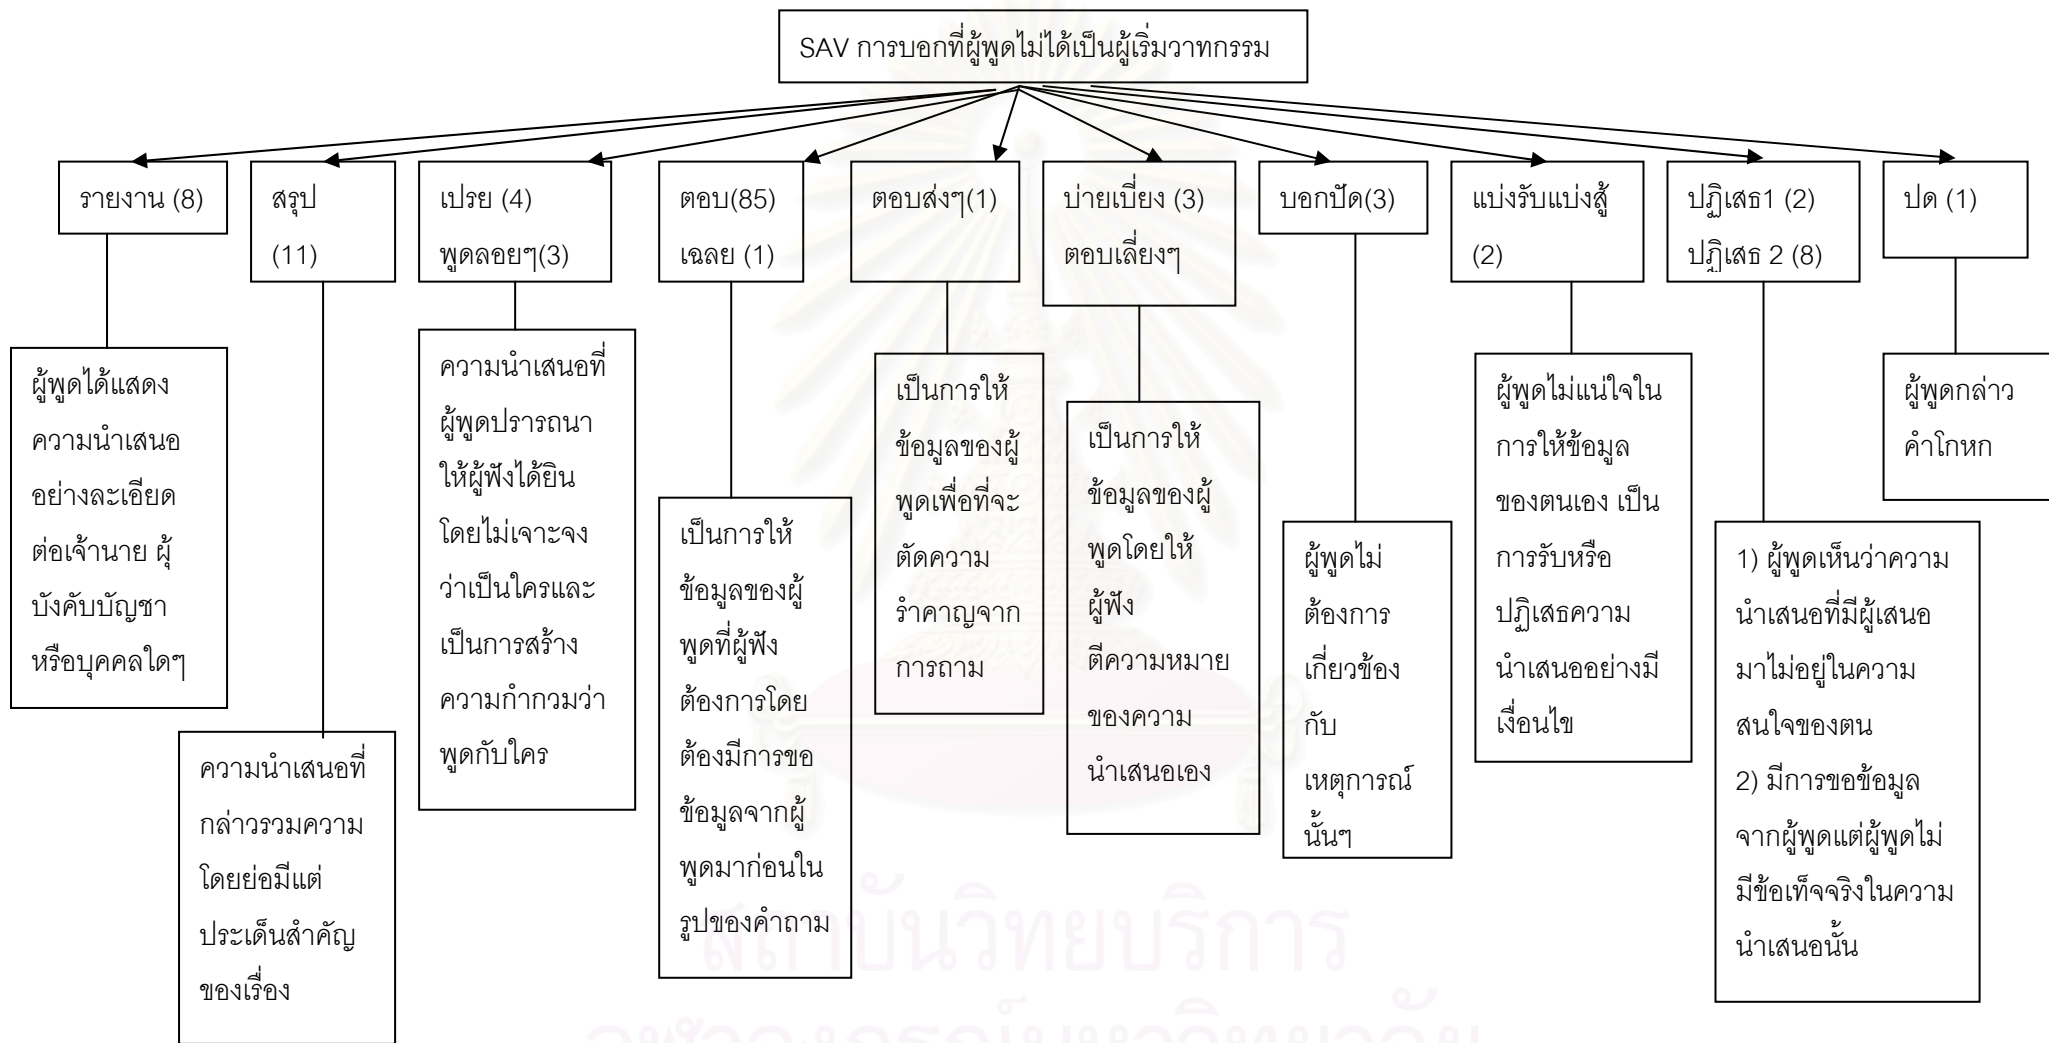 SAV การบอกที่ผู้พูดไม่ได้เป็นผู้เริ่มวาทกรรม
รายงาน (8)
สรุป
(11)
เปรย (4)
พูดลอยๆ(3)
ตอบ(85)
เฉลย (1)
ตอบส่งๆ(1)
บ่ายเบี่ยง (3)
ตอบเลี่ยงๆ
บอกปัด(3)
แบ่งรับแบ่งสู้
(2)
ปฏิเสธ1 (2)
ปฏิเสธ 2 (8)
ปด (1)
ผู้พูดได้แสดง
ความนำเสนอ
อย่างละเอียด
ต่อเจ้านาย ผุ้
บังคับบัญชา
หรือบุคคลใดๆ
ความนำเสนอที่
กล่าวรวมความ
โดยย่อมีแต่
ประเด็นสำคัญ
ของเรื่อง
ความนำเสนอที่
ผู้พูดปรารถนา
ให้ผู้ฟังได้ยิน
โดยไม่เจาะจง
ว่าเป็นใครและ
เป็นการสร้าง
ความกำกวมว่า
พูดกับใคร
เป็นการให้
ข้อมูลของผู้
พูดที่ผู้ฟัง
ต้องการโดย
ต้องมีการขอ
ข้อมูลจากผู้
พูดมาก่อนใน
รูปของคำถาม
เป็นการให้
ข้อมูลของผู้
พูดเพื่อที่จะ
ตัดความ
รำคาญจาก
การถาม
เป็นการให้
ข้อมูลของผู้
พูดโดยให้
ผู้ฟัง
ตีความหมาย
ของความ
นำเสนอเอง
ผู้พูดไม่
ต้องการ
เกี่ยวข้อง
กับ
เหตุการณ์
นั้นๆ
ผู้พูดไม่แน่ใจใน
การให้ข้อมูล
ของตนเอง เป็น
การรับหรือ
ปฏิเสธความ
นำเสนออย่างมี
เงื่อนไข
1) ผู้พูดเห็นว่าความ
นำเสนอที่มีผู้เสนอ
มาไม่อยู่ในความ
สนใจของตน
2) มีการขอข้อมูล
จากผู้พูดแต่ผู้พูดไม่
มีข้อเท็จจริงในความ
นำเสนอนั้น
ผู้พูดกล่าว
คำโกหก
สถาบันวิทยบริการ
จุฬาลงกรณ์มหาวิทยาลัย